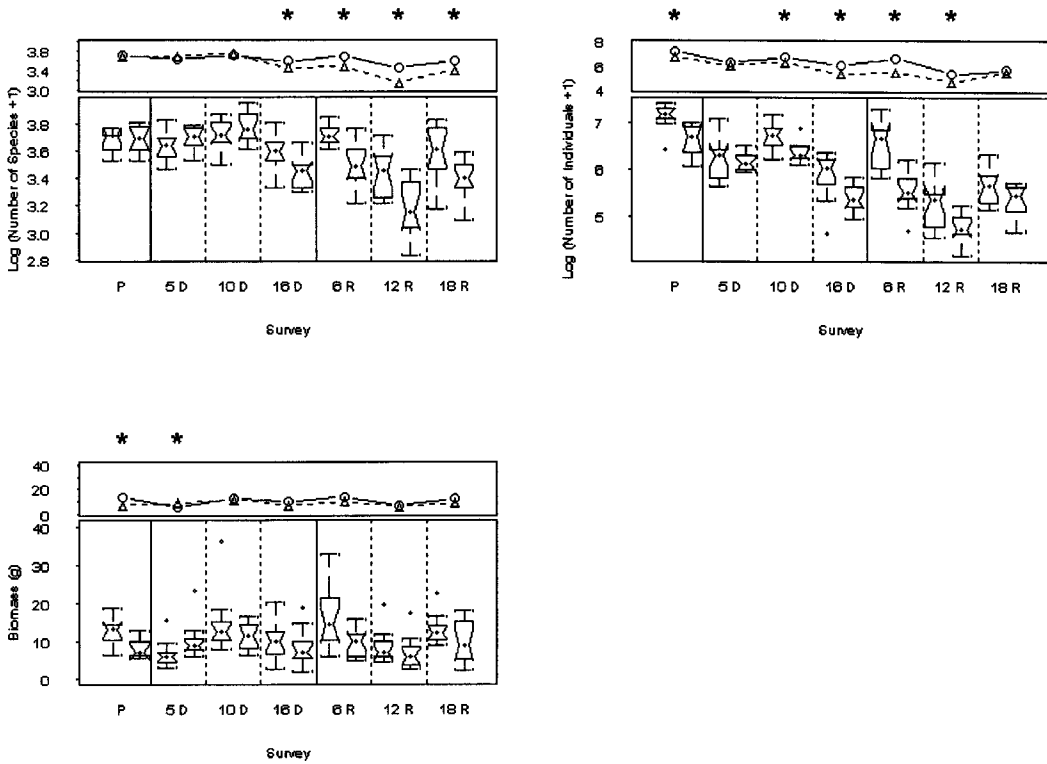 * * * *
3.8
3.4
3.0
Log (Number of Species +1)
3.8
3.6
3.4
3.2
3.0
2.8
P 5 D 10 D 16 D 6 R 12 R 18 R
Survey
* * * * *
8
6
4
Log (Number of Individuals +1)
7
6
5
P 5 D 10 D 16 D 6 R 12 R 18 R
Survey
* *
40
20
0
Biomass (g)
40
30
20
10
0
P 5 D 10 D 16 D 6 R 12 R 18 R
Survey